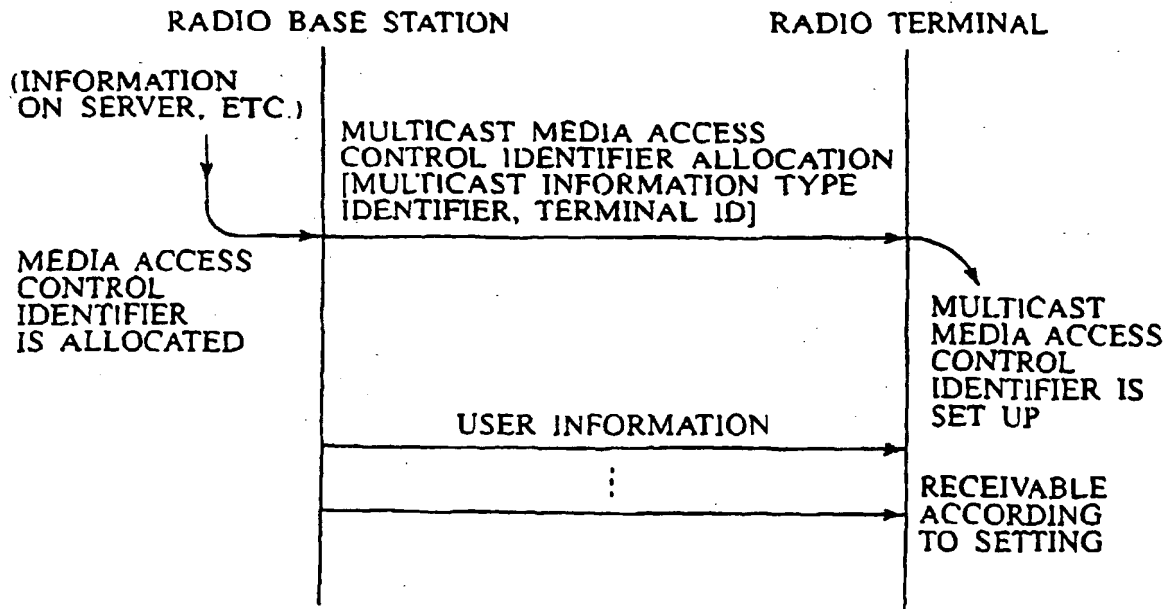 RADIO BASE STATION
RADIO TERMINAL
(INFORMATION
ON SERVER, ETC.)
MULTICAST MEDIA ACCESS
CONTROL IDENTIFIER ALLOCATION
[MULTICAST INFORMATION TYPE
IDENTIFIER, TERMINAL ID]
MEDIA ACCESS
CONTROL
IDENTIFIER
IS ALLOCATED
MULTICAST
MEDIA ACCESS
CONTROL
IDENTIFIER IS
SET UP
USER INFORMATION
RECEIVABLE
ACCORDING
TO SETTING